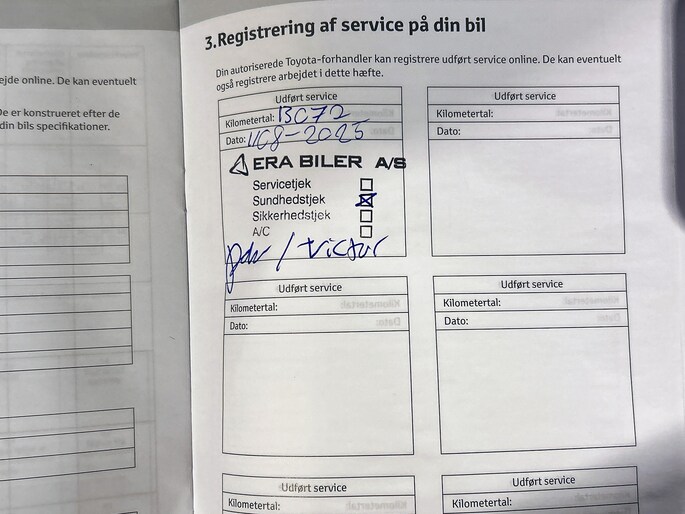 ejde online. De kan eventuelt
De er konstrueret efter de
din bils specifikationer.
3.Registrering af service på din bil
Din autoriserede Toyota-forhandler kan registrere udført service online. De kan eventuelt
også registrere arbejdet i dette hæfte.
Udført service
Kilometertal:
Dato: 2025
ERA BILER A/S
Servicetjek
Sundhedstjek
Sikkerhedstjek
A/C
/ Victor
Udført service
Kilometertal:
Dato:
Udført service
Kilometertal:
Dato:
Udført service
Kilometertal:
Dato:
Udført service
Kilometertal:
Udført service
Kilometertal: